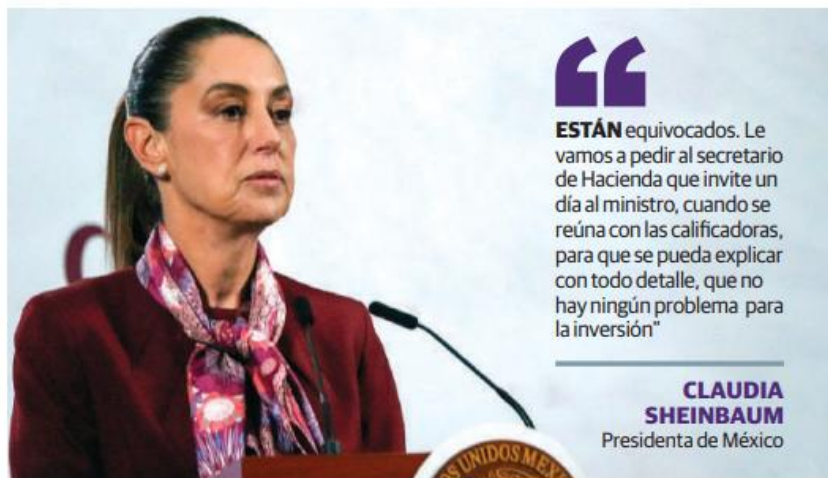 “
ESTÁN equivocados. Le
vamos a pedir al secretario
de Hacienda que invite un
día al ministro, cuando se
reúna con las calificadoras,
para que se pueda explicar
con todo detalle, que no
hay ningún problema para
la inversión”
CLAUDIA
SHEINBAUM
Presidenta de México
OS UNIDOS MEXI